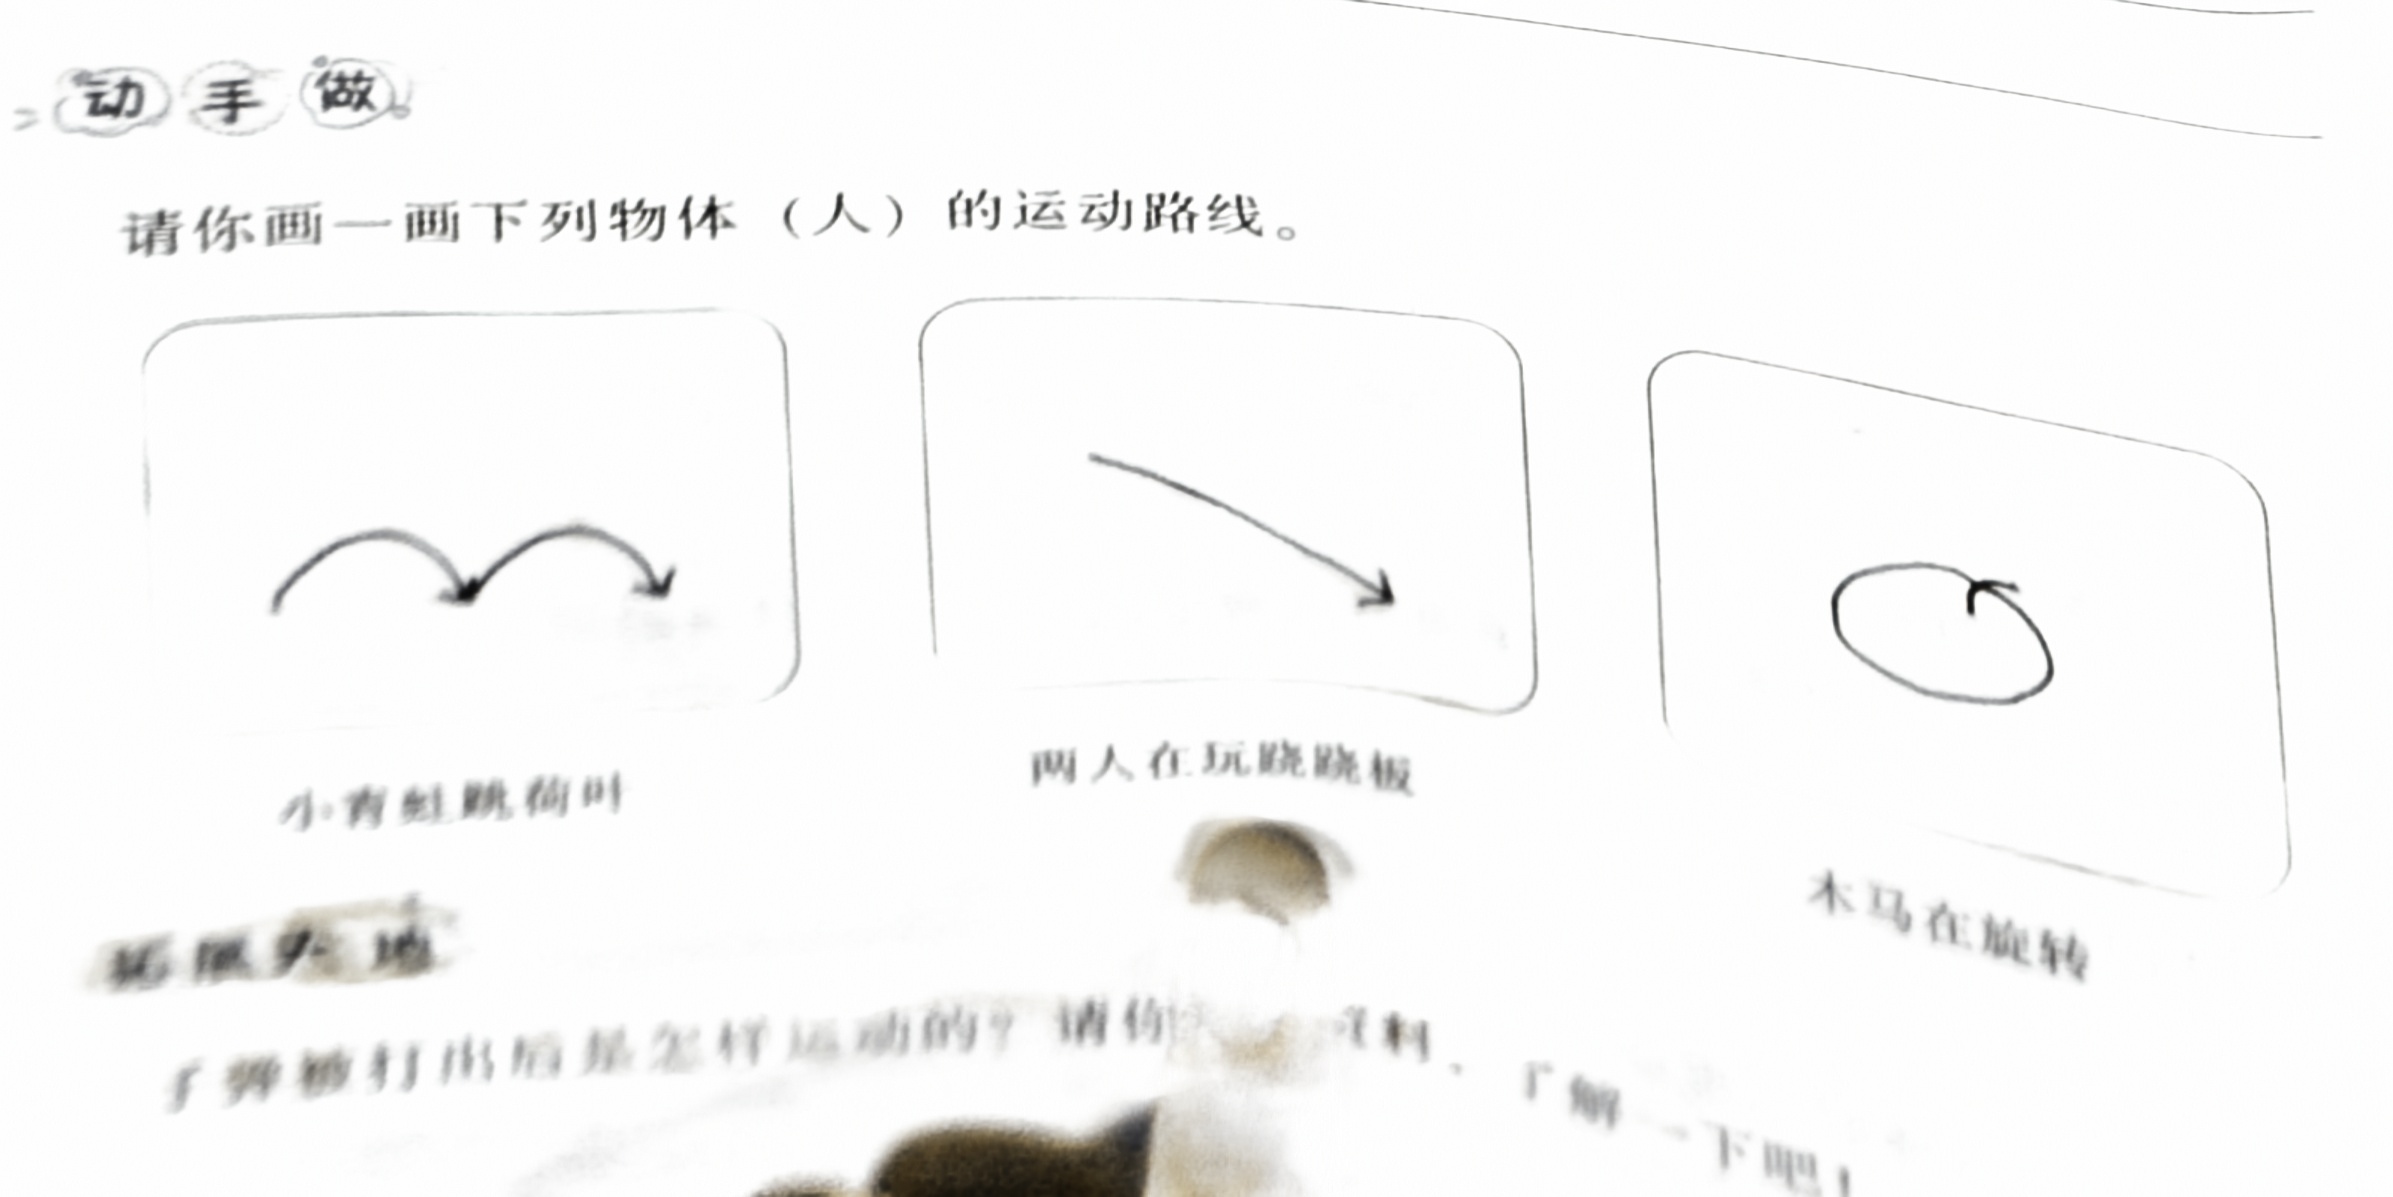 动手做
请你画一画下列物体（人）的运动路线。
小青蛙跳荷叶
两人在玩跷跷板
木马在旋转
拓展天地
子弹被打出后是怎样运动的？请你 资料，了解一下吧！